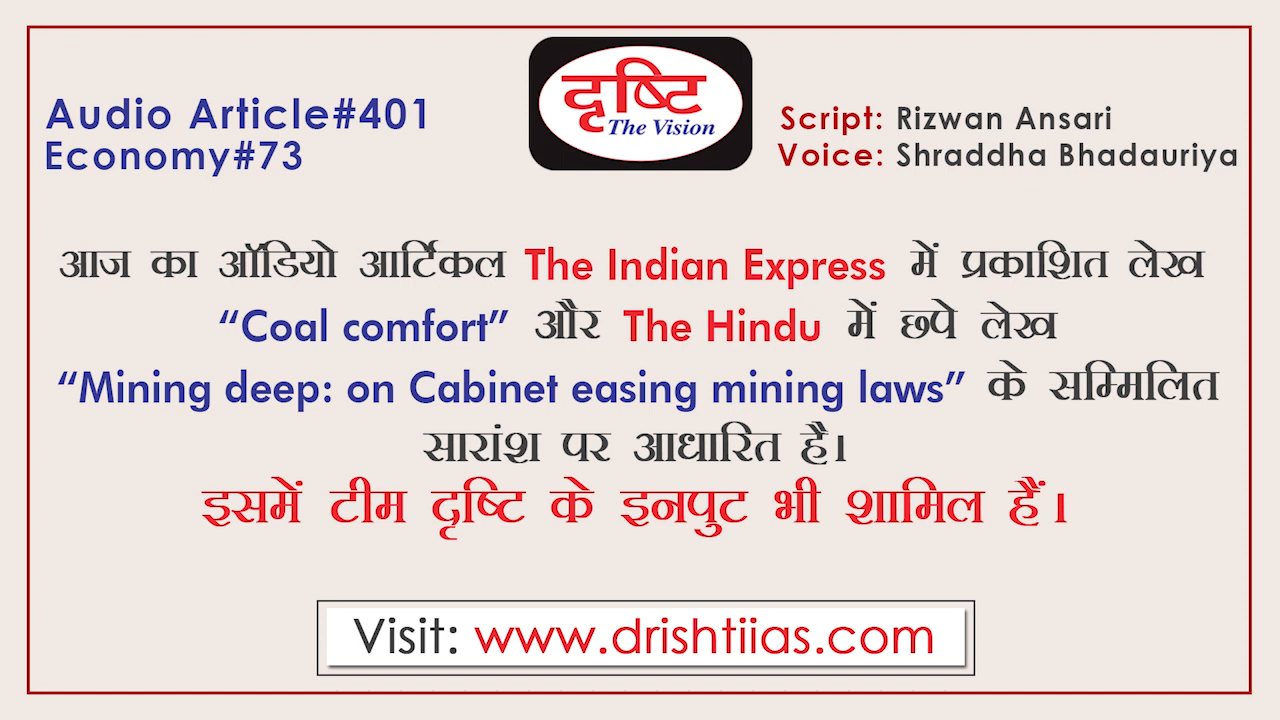 Audio Article#401
Economy#73
दृष्टि
The Vision
Script: Rizwan Ansari
Voice: Shraddha Bhadauriya
आज का ऑडियो आर्टिकल The Indian Express में प्रकाशित लेख
“Coal comfort” और The Hindu में छपे लेख
“Mining deep: on Cabinet easing mining laws” के सम्मिलित
सारांश पर आधारित है।
इसमें टीम दृष्टि के इनपुट भी शामिल हैं।
Visit: www.drishtiias.com